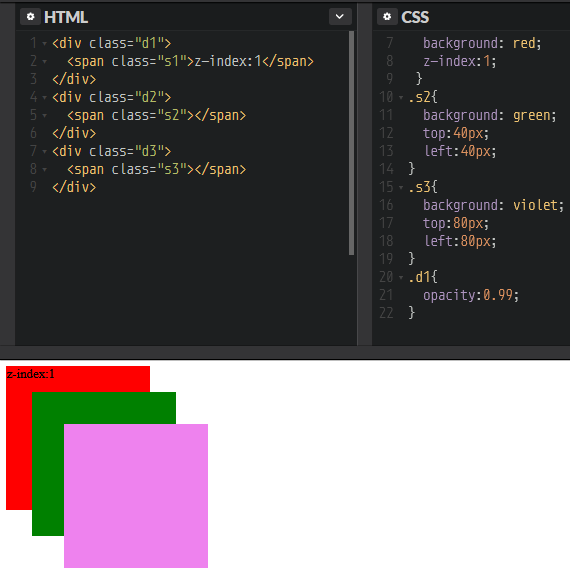 HTML
1 <div class="d1">
2   <span class="s1">z-index:1</span>
3 </div>
4 <div class="d2">
5   <span class="s2"></span>
6 </div>
7 <div class="d3">
8   <span class="s3"></span>
9 </div>
CSS
7   background: red;
8   z-index:1;
9  }
10 .s2{
11   background: green;
12   top:40px;
13   left:40px;
14 }
15 .s3{
16   background: violet;
17   top:80px;
18   left:80px;
19 }
20 .d1{
21   opacity:0.99;
22 }
z-index:1